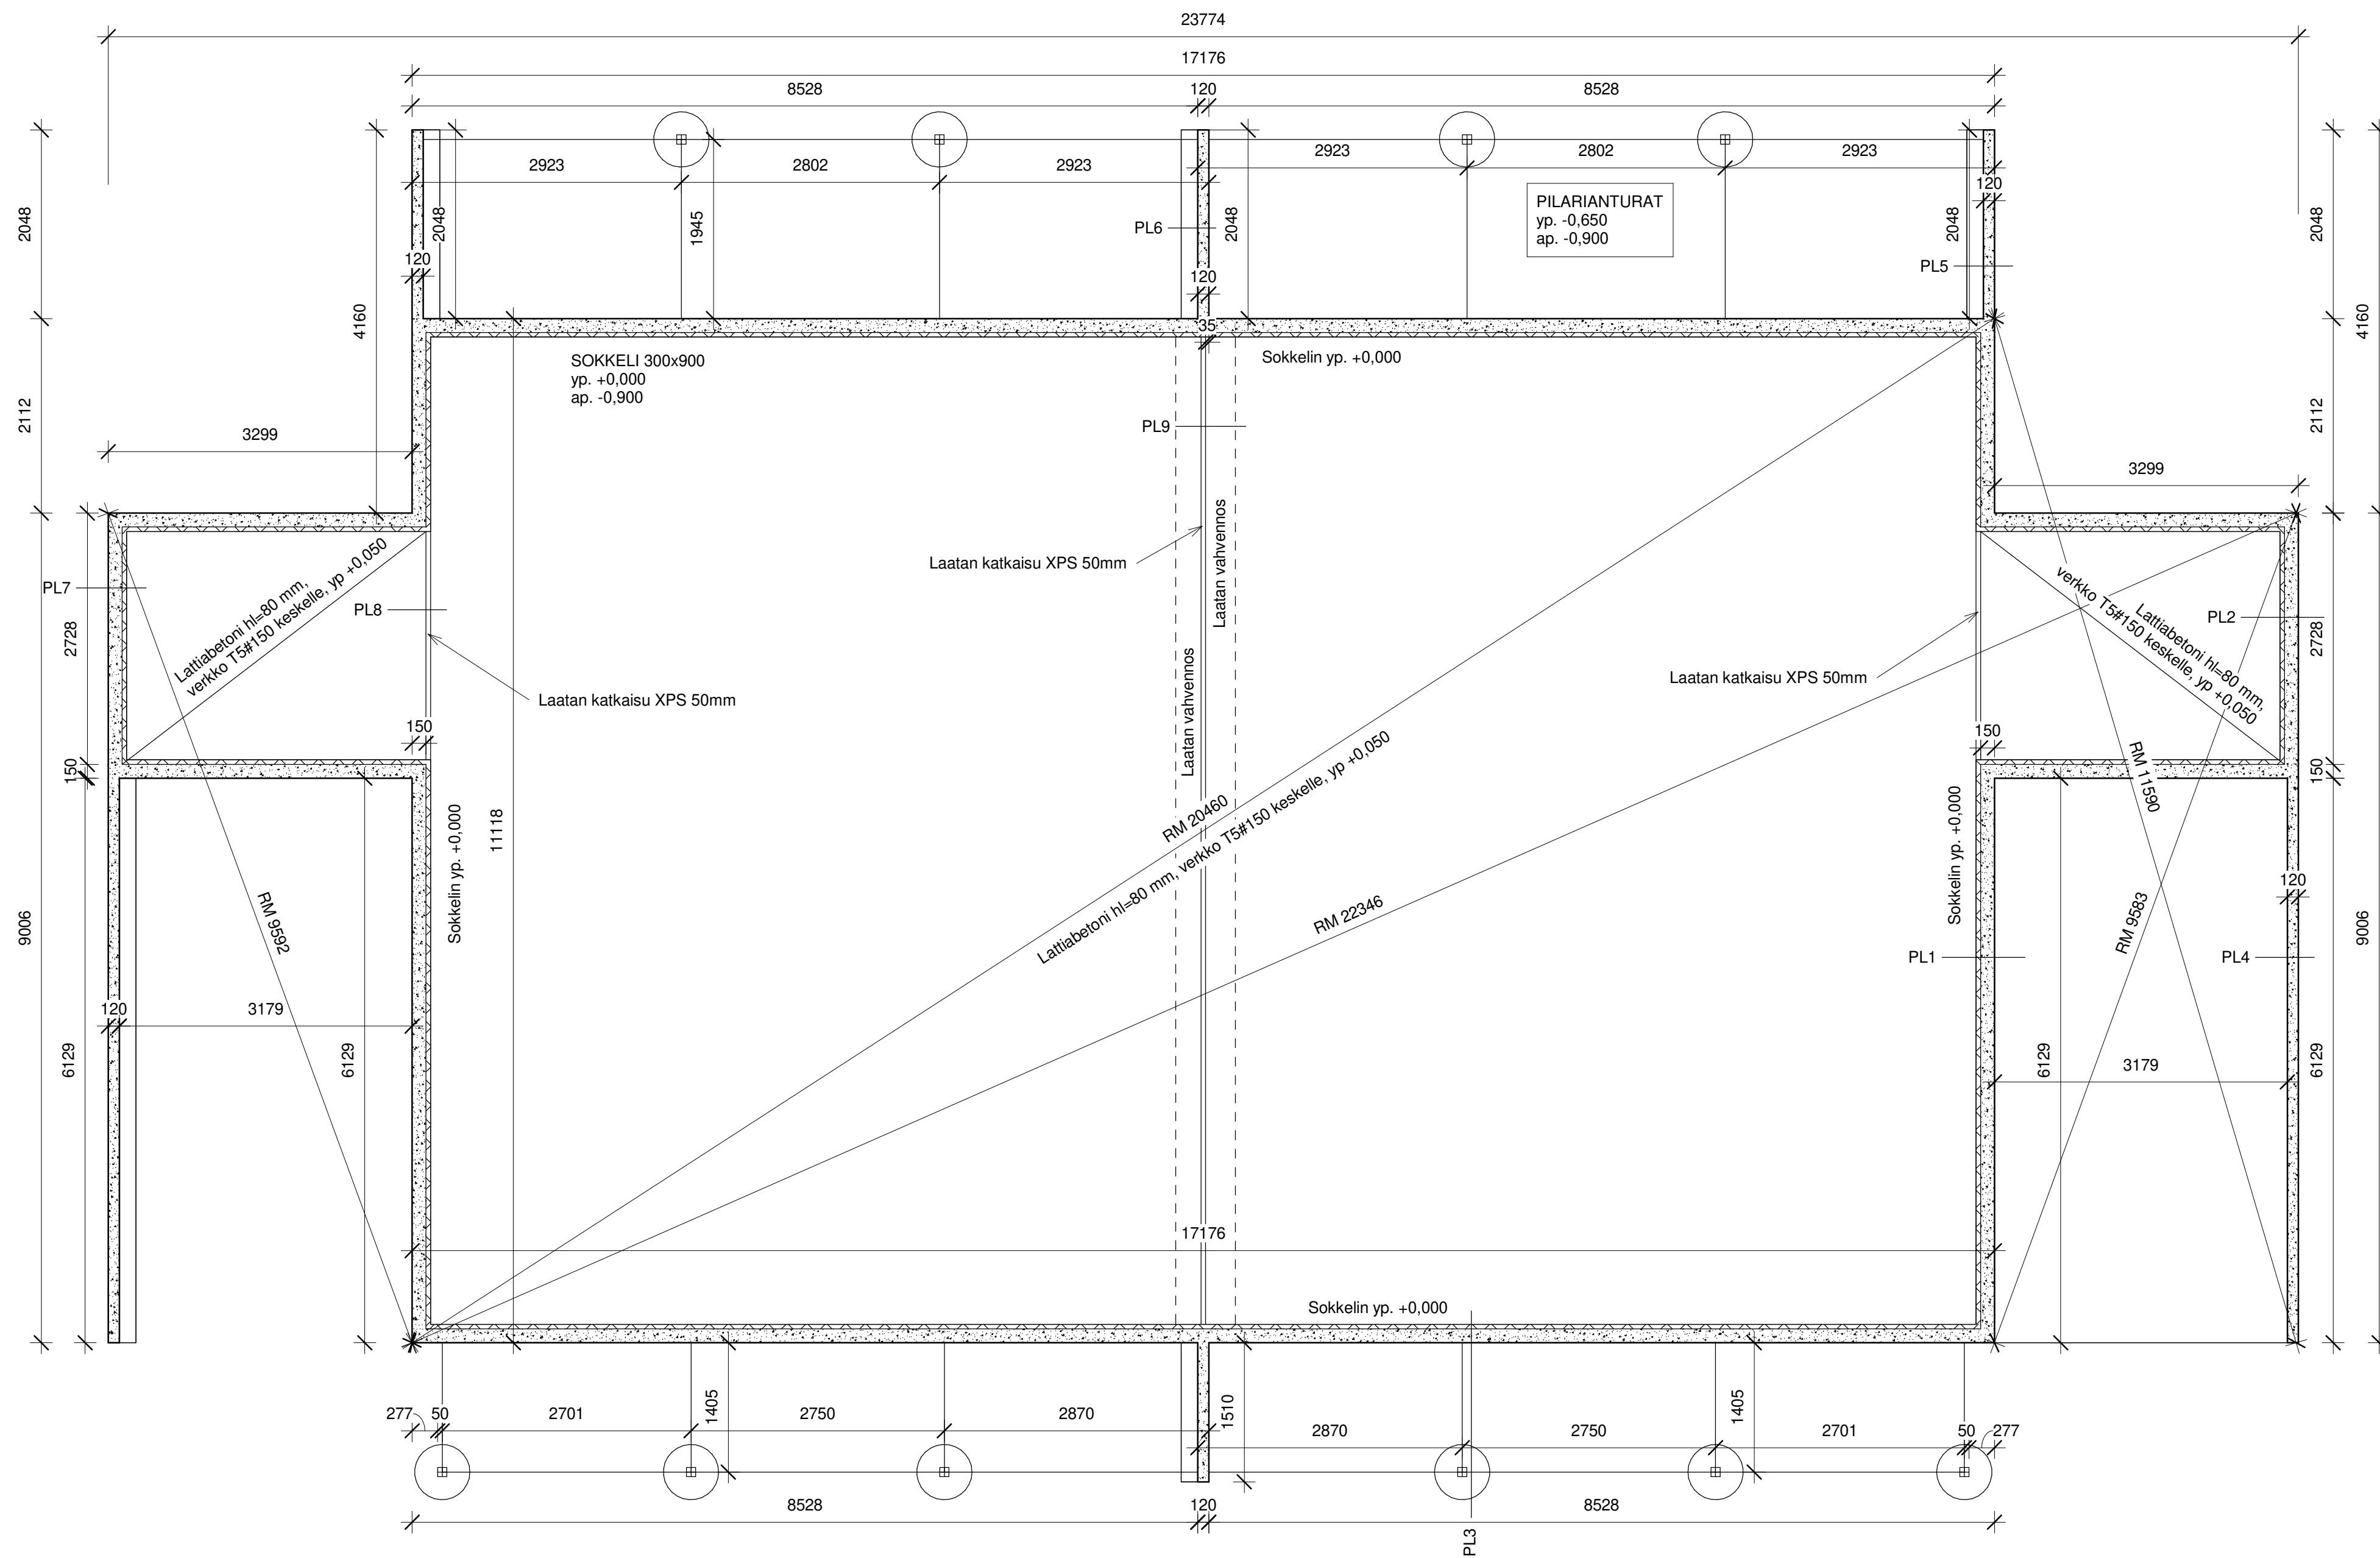 23774
17176
8528
120
8528
2923
2802
2923
2923
2802
2923
120
2048
2048
1945
PL6
2048
PILARIANTURAT
yp. -0,650
ap. -0,900
2048
2048
PL5
120
120
4160
4160
35
SOKKELI 300x900
yp. +0,000
ap. -0,900
Sokkelin yp. +0,000
2112
2112
3299
PL9
3299
Laatan katkaisu XPS 50mm
Laatan vahvennos
Laatan vahvennos
PL7
Lattiabetoni hl=80 mm,
verkko T5#150 keskelle, yp +0,050
PL8
2728
Laatan katkaisu XPS 50mm
Laatan katkaisu XPS 50mm
Lattiabetoni hl=80 mm,
verkko T5#150 keskelle, yp +0,050
PL2
2728
150
150
150
150
Sokkelin yp. +0,000
11118
RM 20460
Lattiabetoni hl=80 mm, verkko T5#150 keskelle, yp +0,050
RM 22346
Sokkelin yp. +0,000
RM 11590
RM 9583
120
9006
9006
RM 9592
PL1
PL4
120
3179
6129
6129
6129
3179
6129
17176
Sokkelin yp. +0,000
277
50
2701
1405
2750
2870
1510
2870
2750
1405
2701
50
277
8528
120
8528
PL3